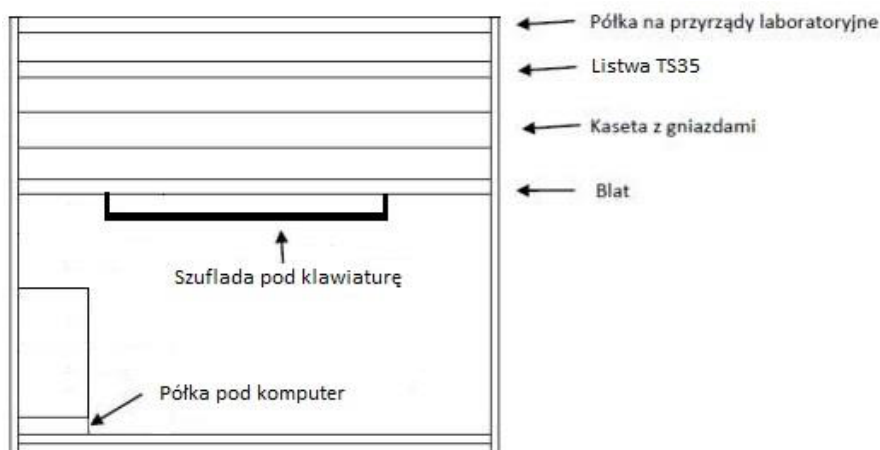 Półka na przyrządy laboratoryjne
Listwa TS35
Kaseta z gniazdami
Blat
Szuflada pod klawiaturę
Półka pod komputer